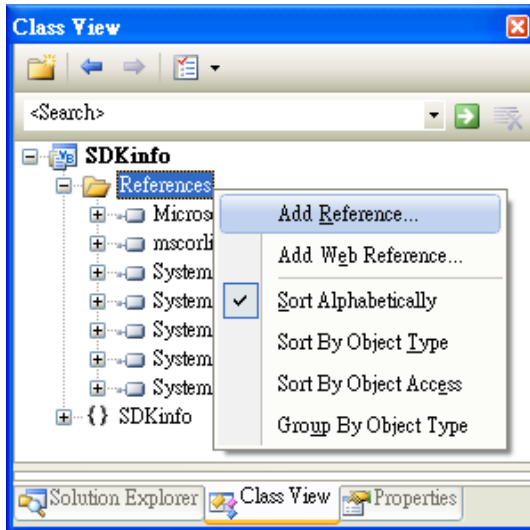 Class View
<Search>
SDKinfo
References
Micros
mscorli
System
System
System
System
System
{} SDKinfo
Add Reference...
Add Web Reference...
Sort Alphabetically
Sort By Object Type
Sort By Object Access
Group By Object Type
Solution Explorer Class View Properties